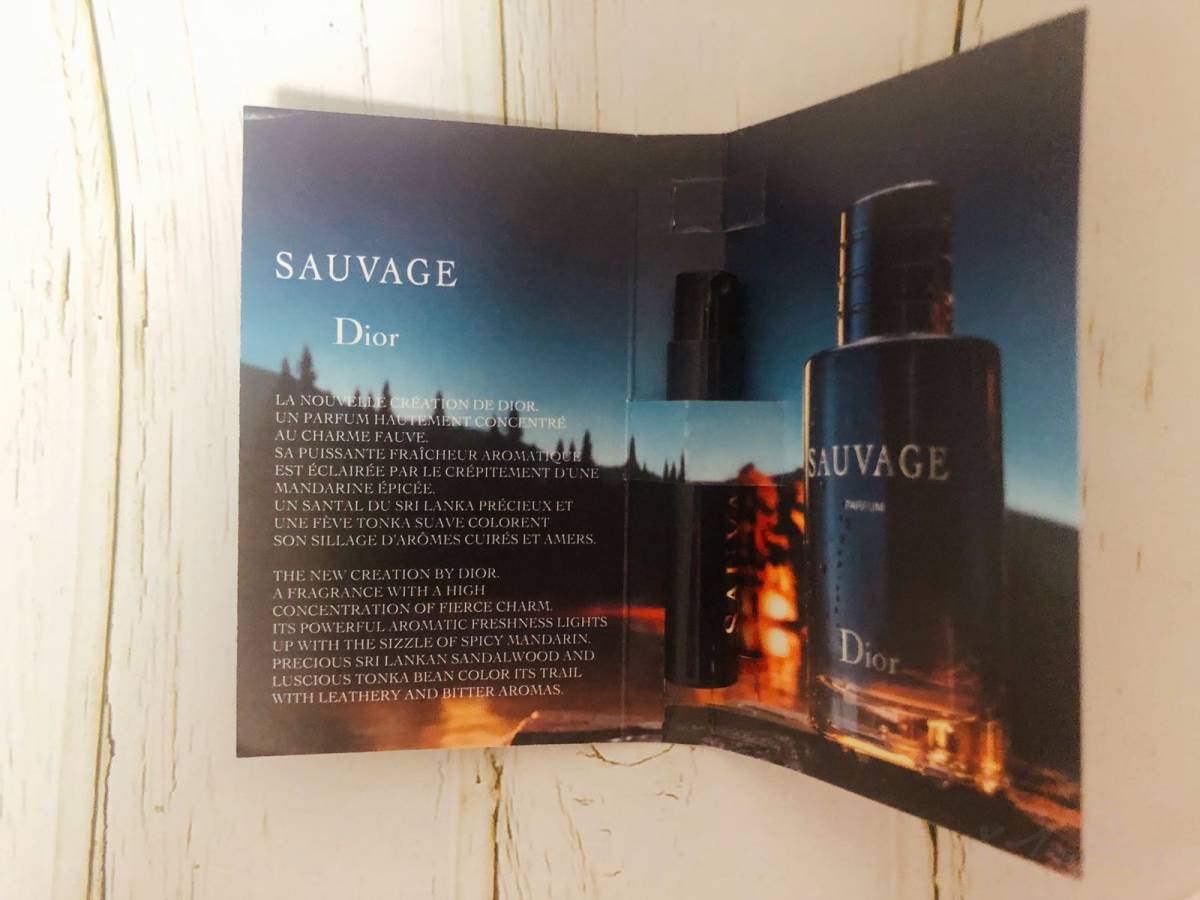 SAUVAGE
Dior
LA NOUVELLE CRÉATION DE DIOR.
UN PARFUM HAUTEMENT CONCENTRÉ
AU CHARME FAUVE.
SA PUISSANTE FRAÎCHEUR AROMATIQUE
EST ÉCLAIRÉE PAR LE CRÉPITEMENT D'UNE
MANDARINE ÉPICÉE.
UN SANTAL DU SRI LANKA PRÉCIEUX ET
UNE FÈVE TONKA SUAVE COLORENT
SON SILLAGE D'ARÔMES CUIRÉS ET AMERS.
THE NEW CREATION BY DIOR.
A FRAGRANCE WITH A HIGH
CONCENTRATION OF FIERCE CHARM.
ITS POWERFUL AROMATIC FRESHNESS LIGHTS
UP WITH THE SIZZLE OF SPICY MANDARIN.
PRECIOUS SRI LANKAN SANDALWOOD AND
LUSCIOUS TONKA BEAN COLOR ITS TRAIL
WITH LEATHERY AND BITTER AROMAS.
SAUVA
SAUVAGE
PARFUM
Dior